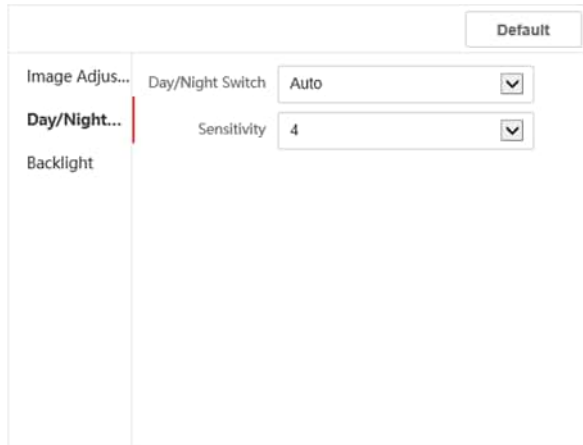 Default
Image Adjus...
Day/Night Switch Auto
Day/Night...
Sensitivity 4
Backlight